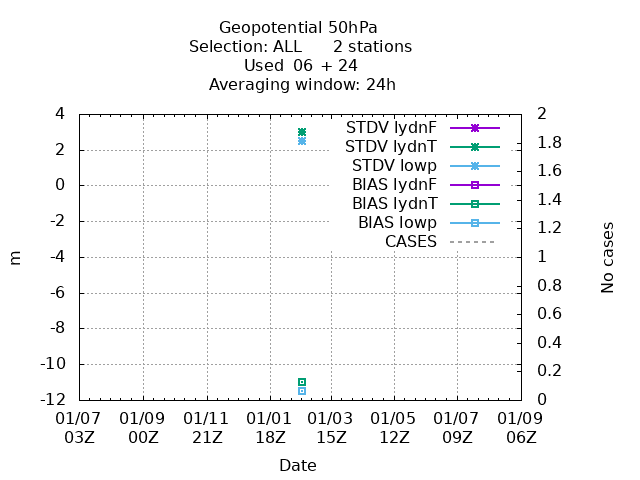 Geopotential 50hPa
Selection: ALL 2 stations
Used 06 + 24
Averaging window: 24h
4 2
2 1.8
0 1.6
-2 1.4
-4 1.2
-6 1
-8 0.8
-10 0.6
-12 0.4
0.2
0
STDV lydnF
STDV lydnT
STDV lowp
BIAS lydnF
BIAS lydnT
BIAS lowp
CASES
m
No cases
01/07 01/09 01/11 01/01 01/03 01/05 01/07 01/09
03Z 00Z 21Z 18Z 15Z 12Z 09Z 06Z
Date